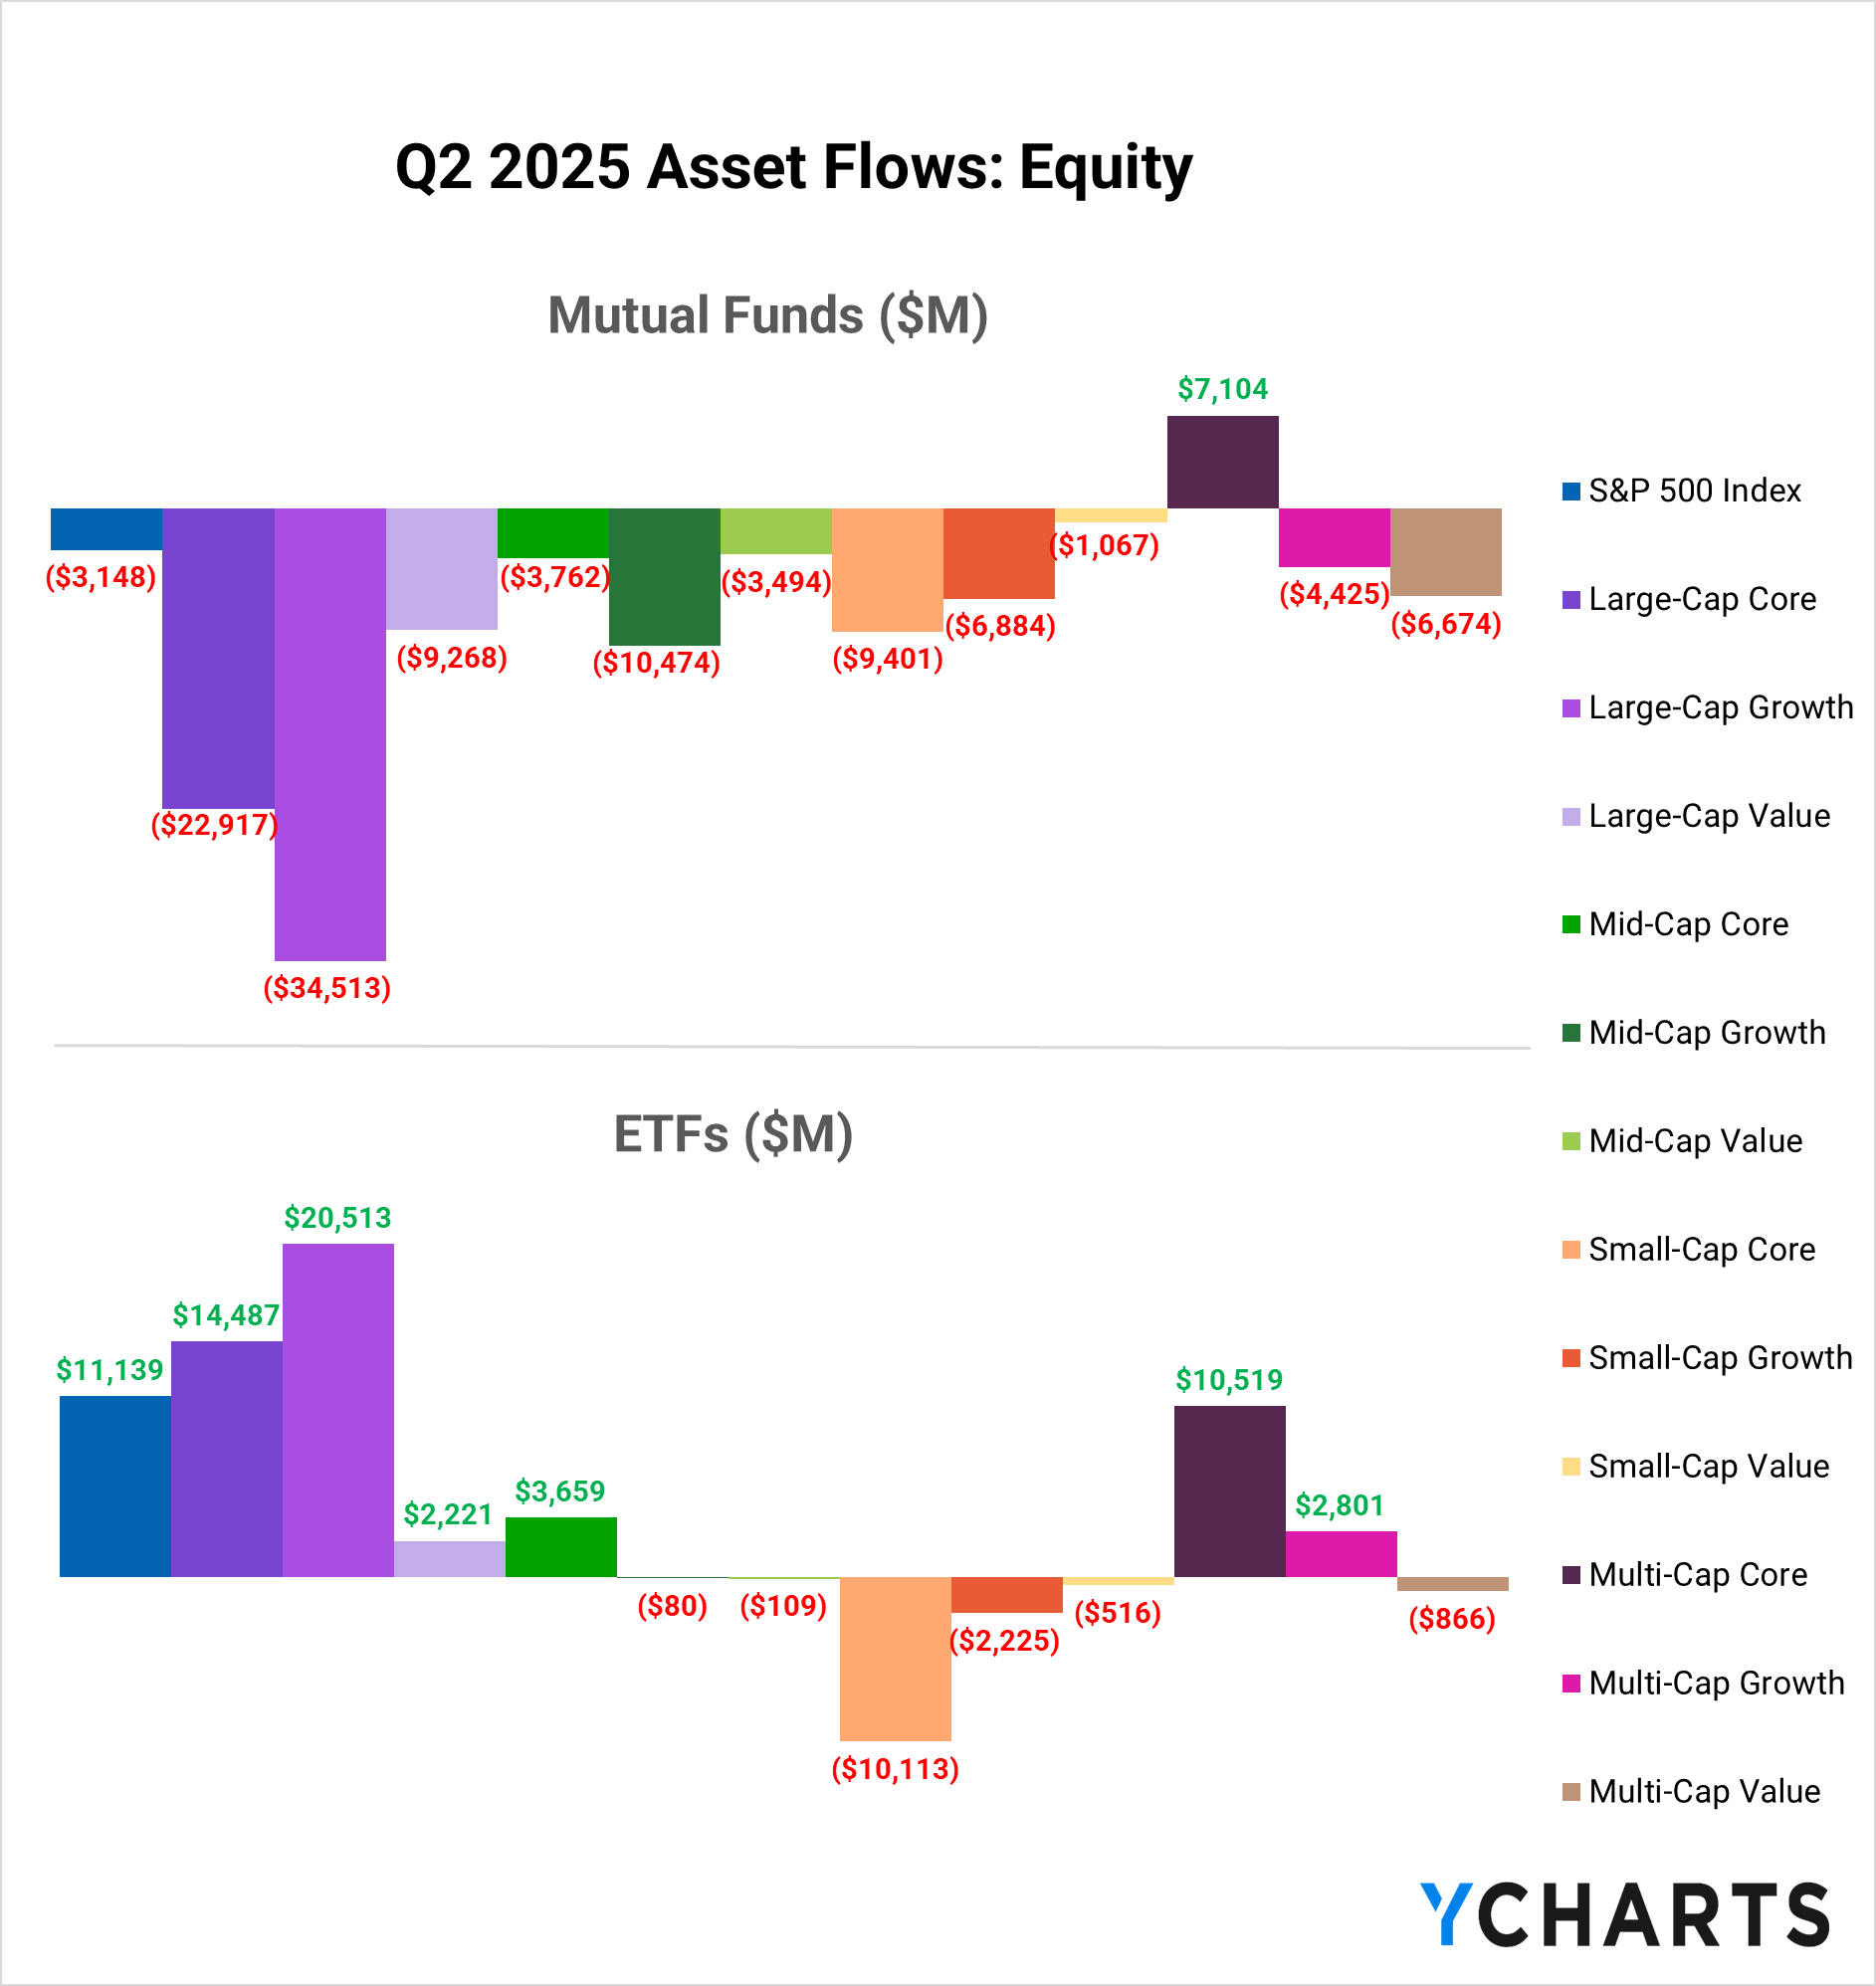 Q2 2025 Asset Flows: Equity
Mutual Funds ($M)
$7,104
($3,148)
($22,917)
($34,513)
($9,268)
($3,762)
($10,474)
($3,494)
($9,401)
($6,884)
($1,067)
($4,425)
($6,674)
ETFs ($M)
$11,139
$14,487
$20,513
$2,221
$3,659
($80)
($109)
($10,113)
($2,225)
($516)
$10,519
$2,801
($866)
S&P 500 Index
Large-Cap Core
Large-Cap Growth
Large-Cap Value
Mid-Cap Core
Mid-Cap Growth
Mid-Cap Value
Small-Cap Core
Small-Cap Growth
Small-Cap Value
Multi-Cap Core
Multi-Cap Growth
Multi-Cap Value
YCHARTS